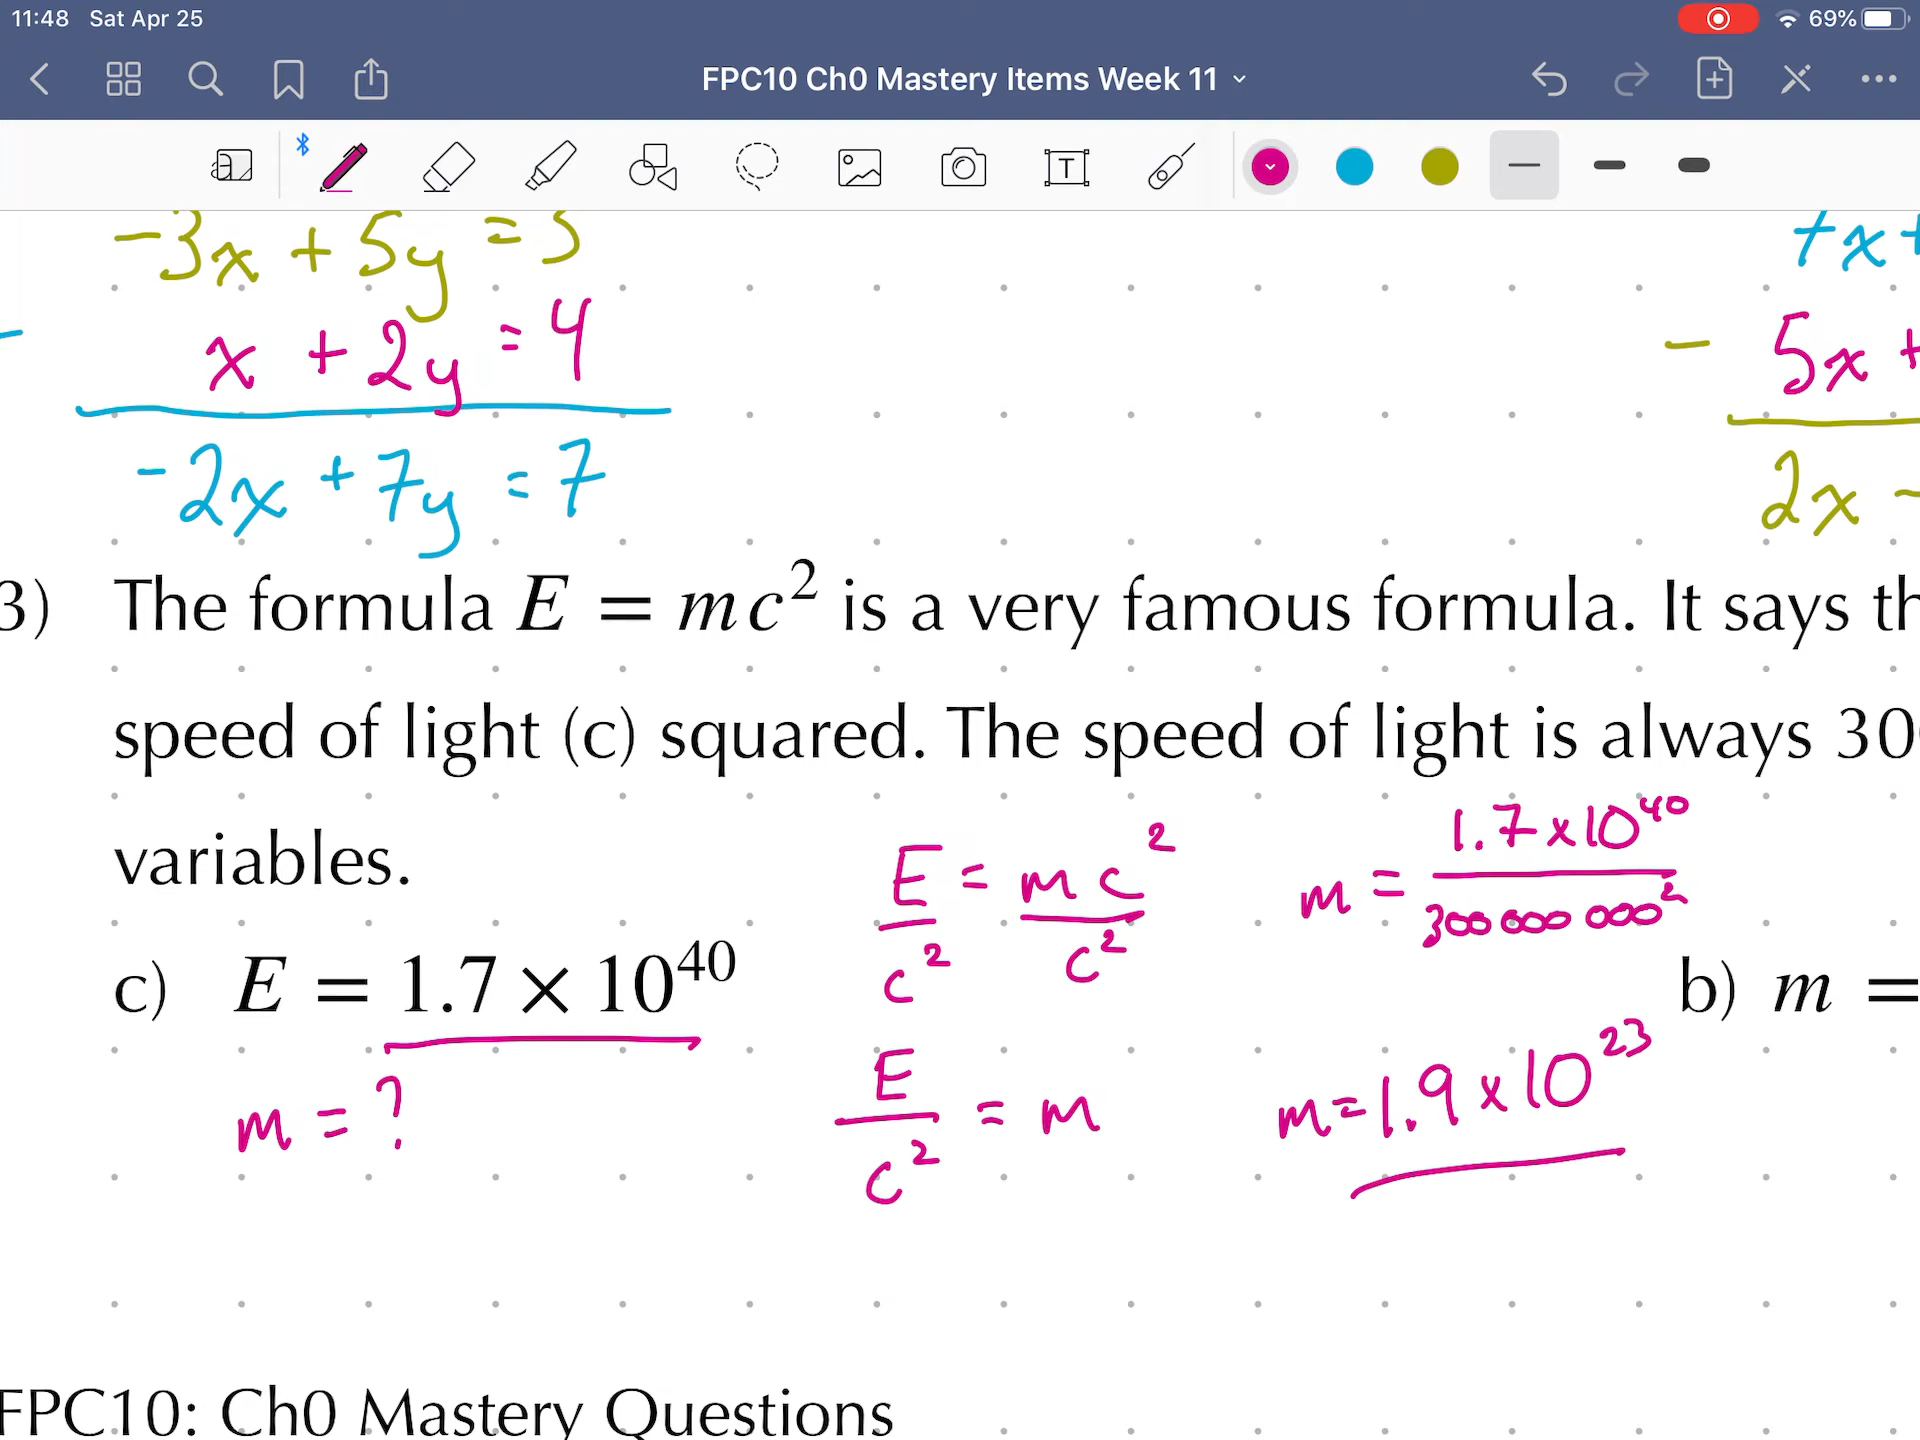 11:48 Sat Apr 25 69%
FPC10 Ch0 Mastery Items Week 11
T
-3x + 5y = 3
x + 2y = 4
-2x + 7y = 7
7x +
- 5x +
2x -
3) The formula E = mc² is a very famous formula. It says th
speed of light (c) squared. The speed of light is always 30
variables.
c) E = 1.7 × 10⁴⁰
m = ?
E/c² = mc²/c²
E/c² = m
m = 1.7 x 10⁴⁰/300 000 000²
m = 1.9 x 10²³
b) m =
FPC10: Ch0 Mastery Questions